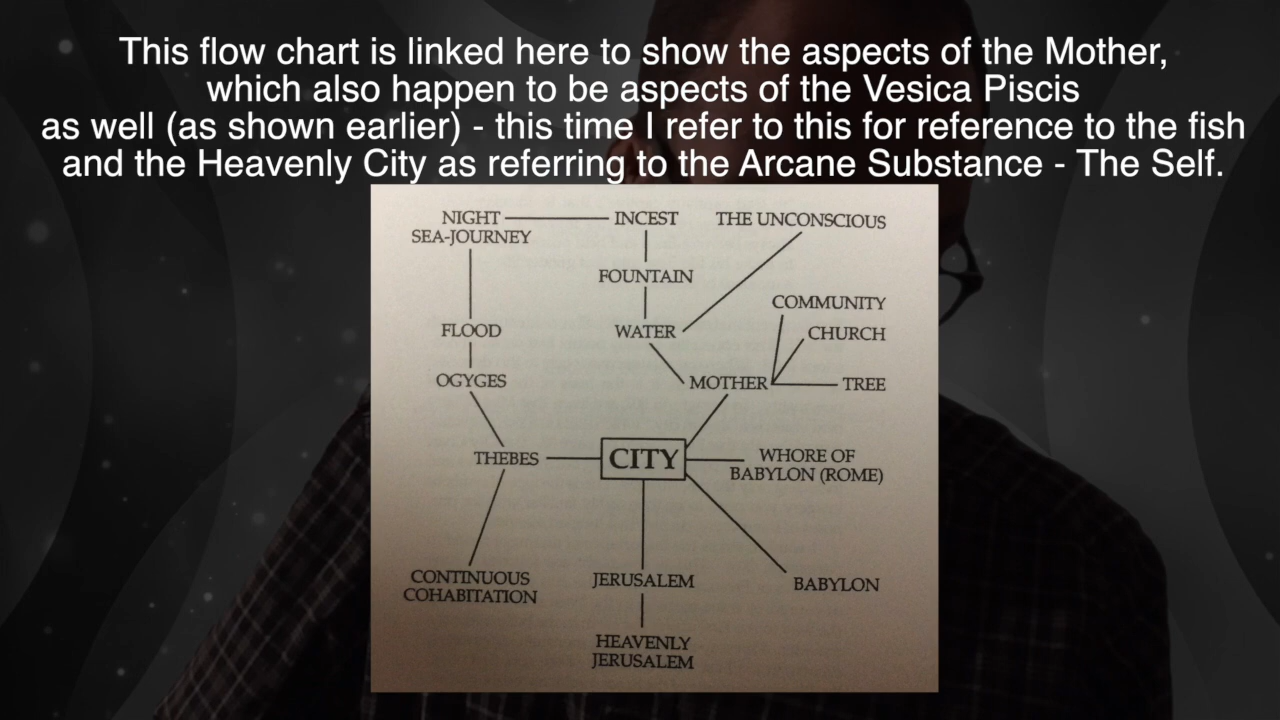 This flow chart is linked here to show the aspects of the Mother,
which also happen to be aspects of the Vesica Piscis
as well (as shown earlier) - this time I refer to this for reference to the fish
and the Heavenly City as referring to the Arcane Substance - The Self.
NIGHT
SEA-JOURNEY
INCEST
THE UNCONSCIOUS
FOUNTAIN
COMMUNITY
FLOOD
WATER
CHURCH
OGYGES
MOTHER
TREE
THEBES
CITY
WHORE OF
BABYLON (ROME)
CONTINUOUS
COHABITATION
JERUSALEM
BABYLON
HEAVENLY
JERUSALEM